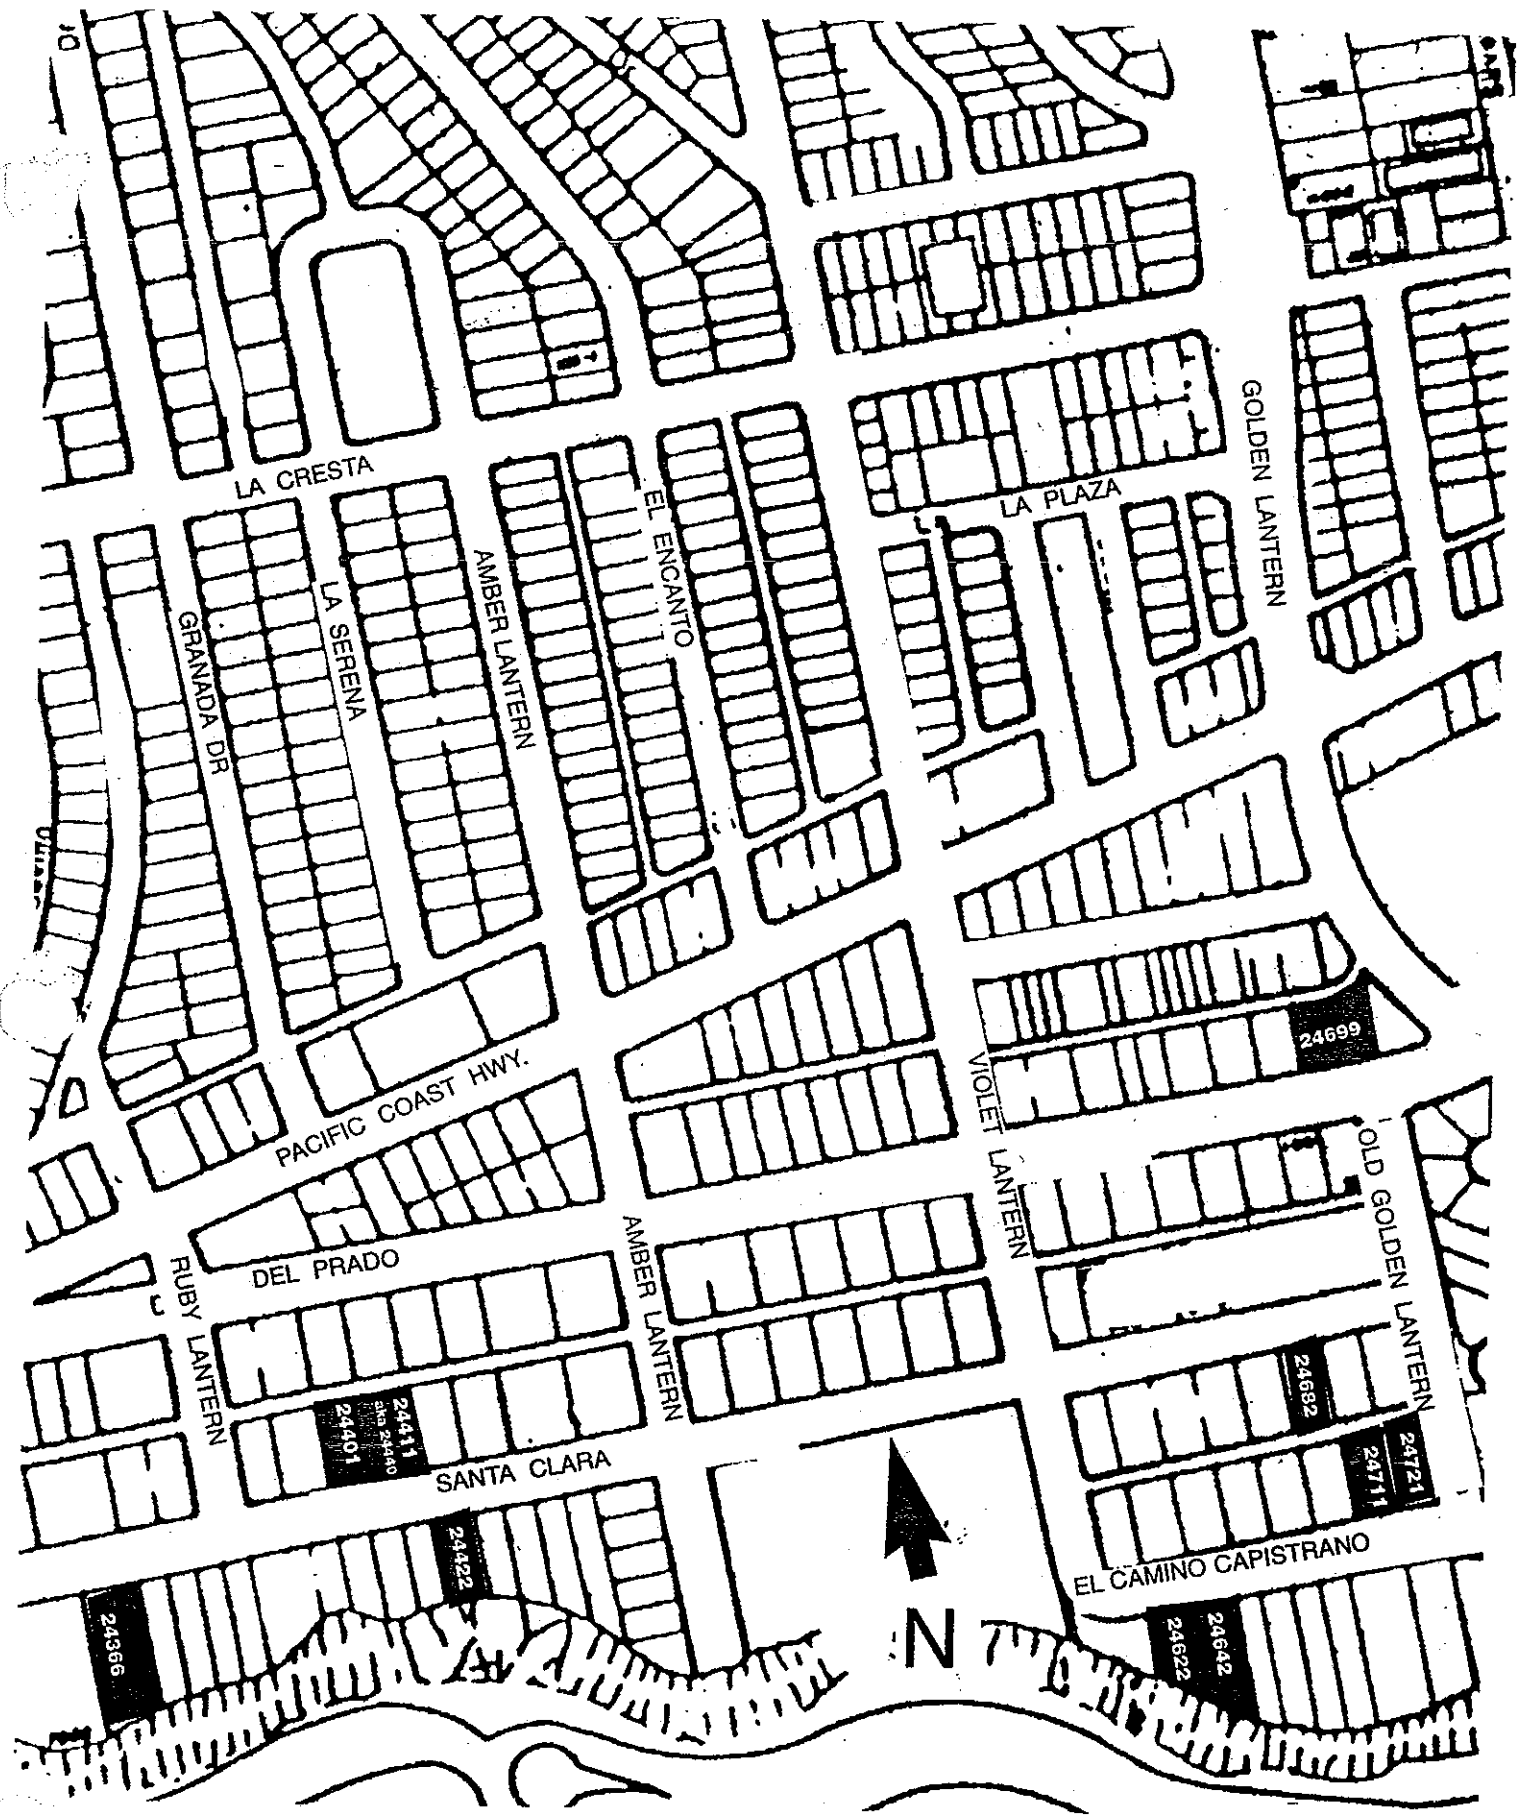 GOLDEN LANTERN
LA CRESTA
LA PLAZA
EL ENCANTO
AMBER LANTERN
LA SERENA
GRANADA DR
24699
PACIFIC COAST HWY.
VIOLET LANTERN
OLD GOLDEN LANTERN
DEL PRADO
AMBER LANTERN
RUBY LANTERN
24682
24401
24411
aka 24440
24711
24721
SANTA CLARA
24422
EL CAMINO CAPISTRANO
24366
N
24622
24642